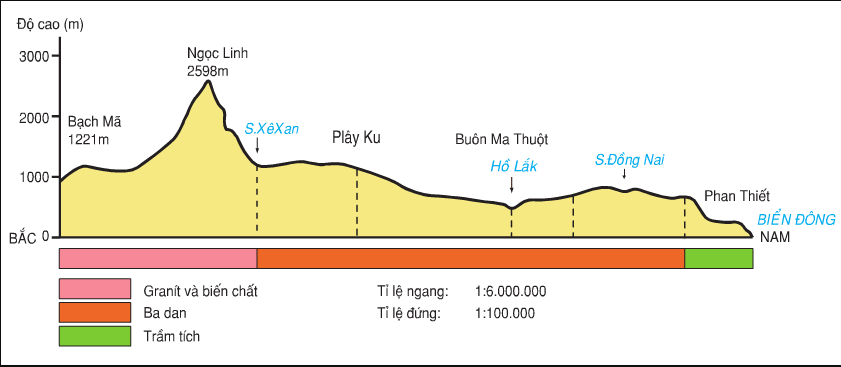 Độ cao (m)
3000
2000
1000
0
BẮC
Ngọc Linh
2598m
Bạch Mã
1221m
S.XêXan
Plây Ku
Buôn Ma Thuột
Hồ Lắk
S.Đồng Nai
Phan Thiết
BIỂN ĐÔNG
NAM
Granít và biến chất
Ba dan
Trầm tích
Tỉ lệ ngang: 1:6.000.000
Tỉ lệ đứng: 1:100.000